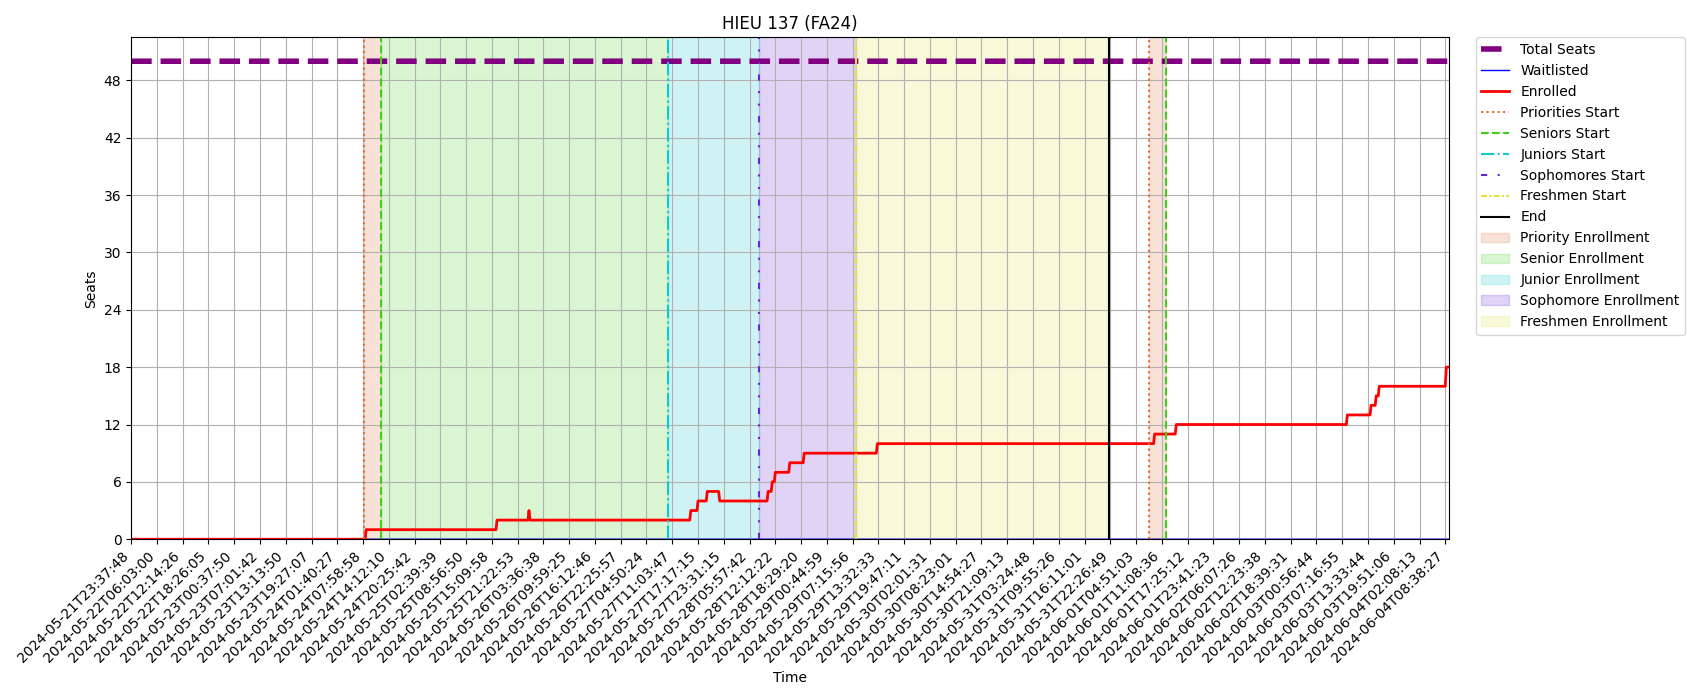 HIEU 137 (FA24)
Seats
48
42
36
30
24
18
12
6
0
2024-05-21T23:37:48
2024-05-22T06:03:00
2024-05-22T12:14:26
2024-05-22T18:26:05
2024-05-23T00:37:50
2024-05-23T07:01:42
2024-05-23T13:13:50
2024-05-23T19:27:07
2024-05-24T01:40:27
2024-05-24T07:58:58
2024-05-24T14:12:10
2024-05-24T20:25:42
2024-05-25T02:39:39
2024-05-25T08:56:50
2024-05-25T15:09:58
2024-05-25T21:22:53
2024-05-26T03:36:38
2024-05-26T09:59:25
2024-05-26T16:12:46
2024-05-26T22:25:57
2024-05-27T04:50:24
2024-05-27T11:03:47
2024-05-27T17:17:15
2024-05-27T23:31:15
2024-05-28T05:57:42
2024-05-28T12:12:22
2024-05-28T18:29:20
2024-05-29T00:44:59
2024-05-29T07:15:56
2024-05-29T13:32:33
2024-05-29T19:47:11
2024-05-30T02:01:31
2024-05-30T08:23:01
2024-05-30T14:54:27
2024-05-30T21:09:13
2024-05-31T03:24:48
2024-05-31T09:55:26
2024-05-31T16:11:01
2024-05-31T22:26:49
2024-06-01T04:51:03
2024-06-01T11:08:36
2024-06-01T17:25:12
2024-06-01T23:41:23
2024-06-02T06:07:26
2024-06-02T12:23:38
2024-06-02T18:39:31
2024-06-03T00:56:44
2024-06-03T07:16:55
2024-06-03T13:33:44
2024-06-03T19:51:06
2024-06-04T02:08:13
2024-06-04T08:38:27
Time
Total Seats
Waitlisted
Enrolled
Priorities Start
Seniors Start
Juniors Start
Sophomores Start
Freshmen Start
End
Priority Enrollment
Senior Enrollment
Junior Enrollment
Sophomore Enrollment
Freshmen Enrollment